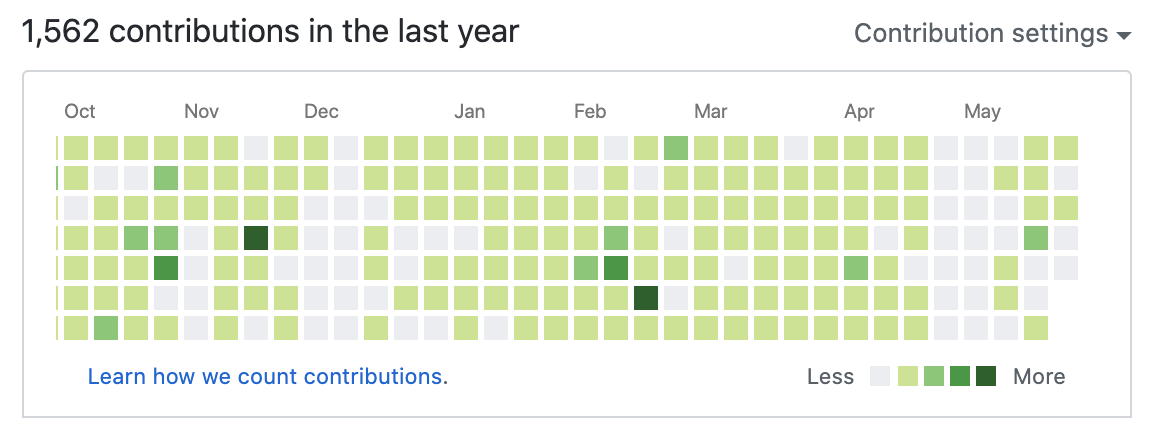 1,562 contributions in the last year
Contribution settings
Oct Nov Dec Jan Feb Mar Apr May
Learn how we count contributions.
Less More